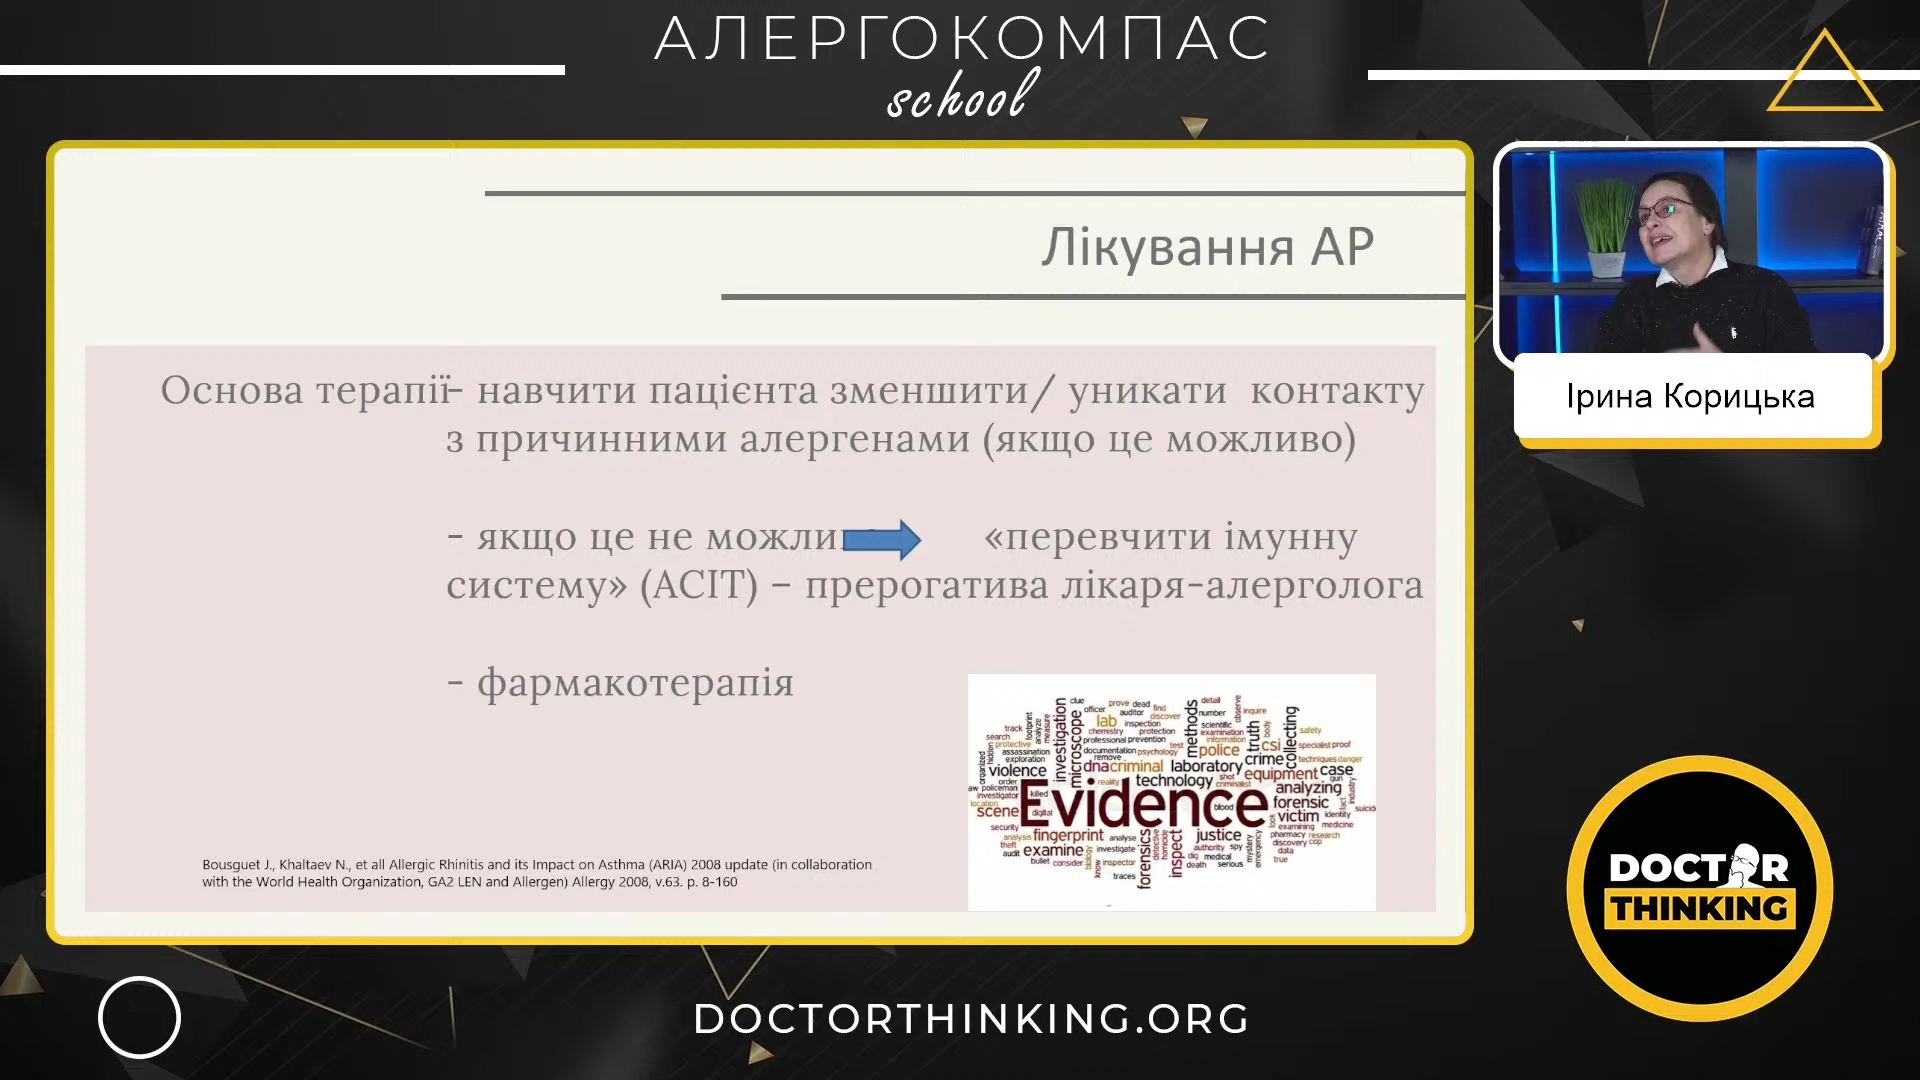 АЛЕРГОКОМПАС
school
Лікування АР
Основа терапії- навчити пацієнта зменшити/ уникати контакту
з причинними алергенами (якщо це можливо)
- якщо це не можли
«перевчити імунну
систему» (АСІТ) – прерогатива лікаря-алерголога
- фармакотерапія
Bousguet J., Khaltaev N., et all Allergic Rhinitis and its Impact on Asthma (ARIA) 2008 update (in collaboration
with the World Health Organization, GA2 LEN and Allergen) Allergy 2008, v.63. p. 8-160
Evidence
investigation
microscope
lab
methods
police
truth
csi
collecting
crime
equipment
case
analyzing
forensic
victim
justice
inspect
forensics
examine
fingerprint
scene
violence
dna
criminal
laboratory
technology
Ірина Корицька
DOCTOR
THINKING
DOCTORTHINKING.ORG